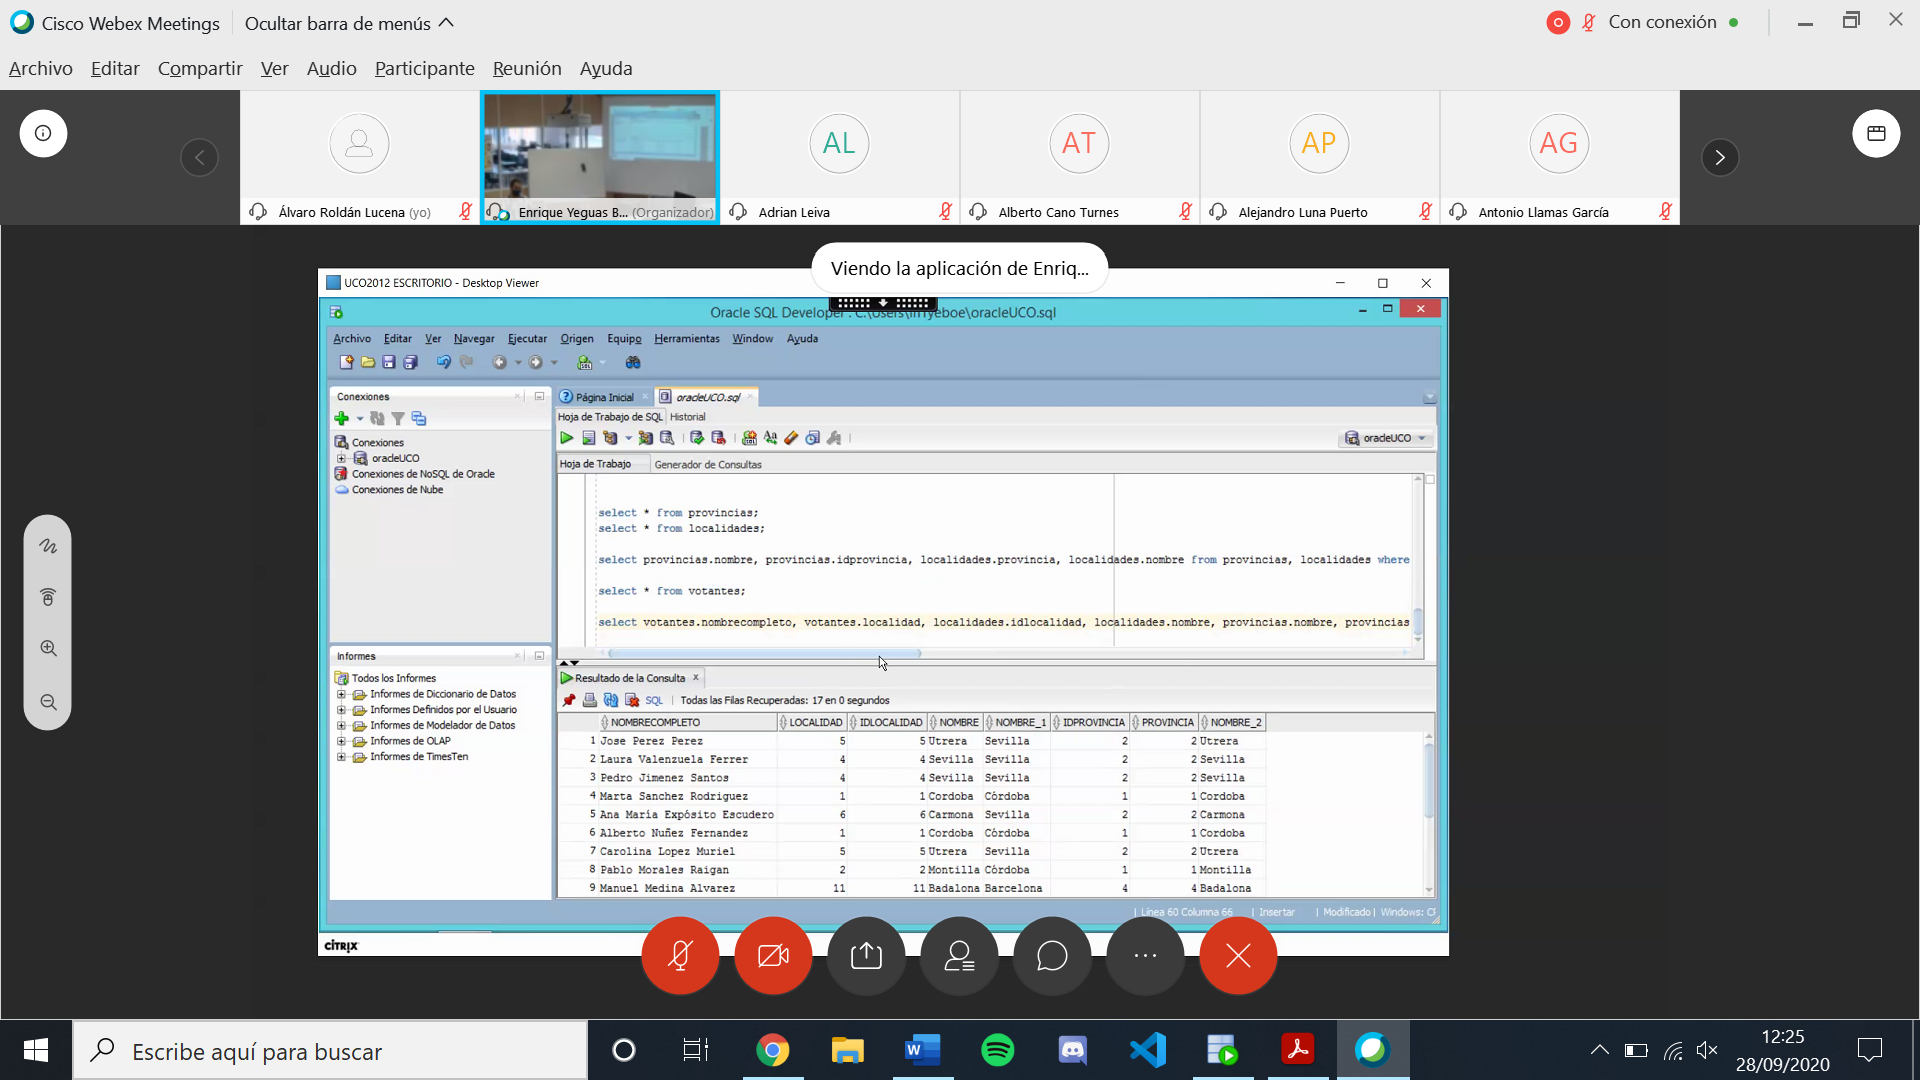 Cisco Webex Meetings
Ocultar barra de menús
Con conexión
Archivo Editar Compartir Ver Audio Participante Reunión Ayuda
AL
AT
AP
AG
Álvaro Roldán Lucena (yo)
Enrique Yeguas B... (Organizador)
Adrian Leiva
Alberto Cano Turnes
Alejandro Luna Puerto
Antonio Llamas García
Viendo la aplicación de Enriq...
UCO2012 ESCRITORIO - Desktop Viewer
Oracle SQL Developer : C:\Users\in1yeboe\oracleUCO.sql
Archivo Editar Ver Navegar Ejecutar Origen Equipo Herramientas Window Ayuda
Conexiones
Conexiones
oracleUCO
Conexiones de NoSQL de Oracle
Conexiones de Nube
Página Inicial
oracleUCO.sql
Hoja de Trabajo de SQL Historial
oracleUCO
Hoja de Trabajo Generador de Consultas
select * from provincias;
select * from localidades;
select provincias.nombre, provincias.idprovincia, localidades.provincia, localidades.nombre from provincias, localidades where
select * from votantes;
select votantes.nombrecompleto, votantes.localidad, localidades.idlocalidad, localidades.nombre, provincias.nombre, provincias
Informes
Todos los Informes
Informes de Diccionario de Datos
Informes Definidos por el Usuario
Informes de Modelador de Datos
Informes de OLAP
Informes de TimesTen
Resultado de la Consulta
SQL | Todas las Filas Recuperadas: 17 en 0 segundos
NOMBRECOMPLETO LOCALIDAD IDLOCALIDAD NOMBRE NOMBRE_1 IDPROVINCIA PROVINCIA NOMBRE_2
1 Jose Perez Perez 5 5 Utrera Sevilla 2 2 Utrera
2 Laura Valenzuela Ferrer 4 4 Sevilla Sevilla 2 2 Sevilla
3 Pedro Jimenez Santos 4 4 Sevilla Sevilla 2 2 Sevilla
4 Marta Sanchez Rodriguez 1 1 Cordoba Córdoba 1 1 Cordoba
5 Ana María Expósito Escudero 6 6 Carmona Sevilla 2 2 Carmona
6 Alberto Nuñez Fernandez 1 1 Cordoba Córdoba 1 1 Cordoba
7 Carolina Lopez Muriel 5 5 Utrera Sevilla 2 2 Utrera
8 Pablo Morales Raigan 2 2 Montilla Córdoba 1 1 Montilla
9 Manuel Medina Alvarez 11 11 Badalona Barcelona 4 4 Badalona
| Línea 60 Columna 66 | Insertar | Modificado | Windows: CR
CITRIX
Escribe aquí para buscar
12:25
28/09/2020